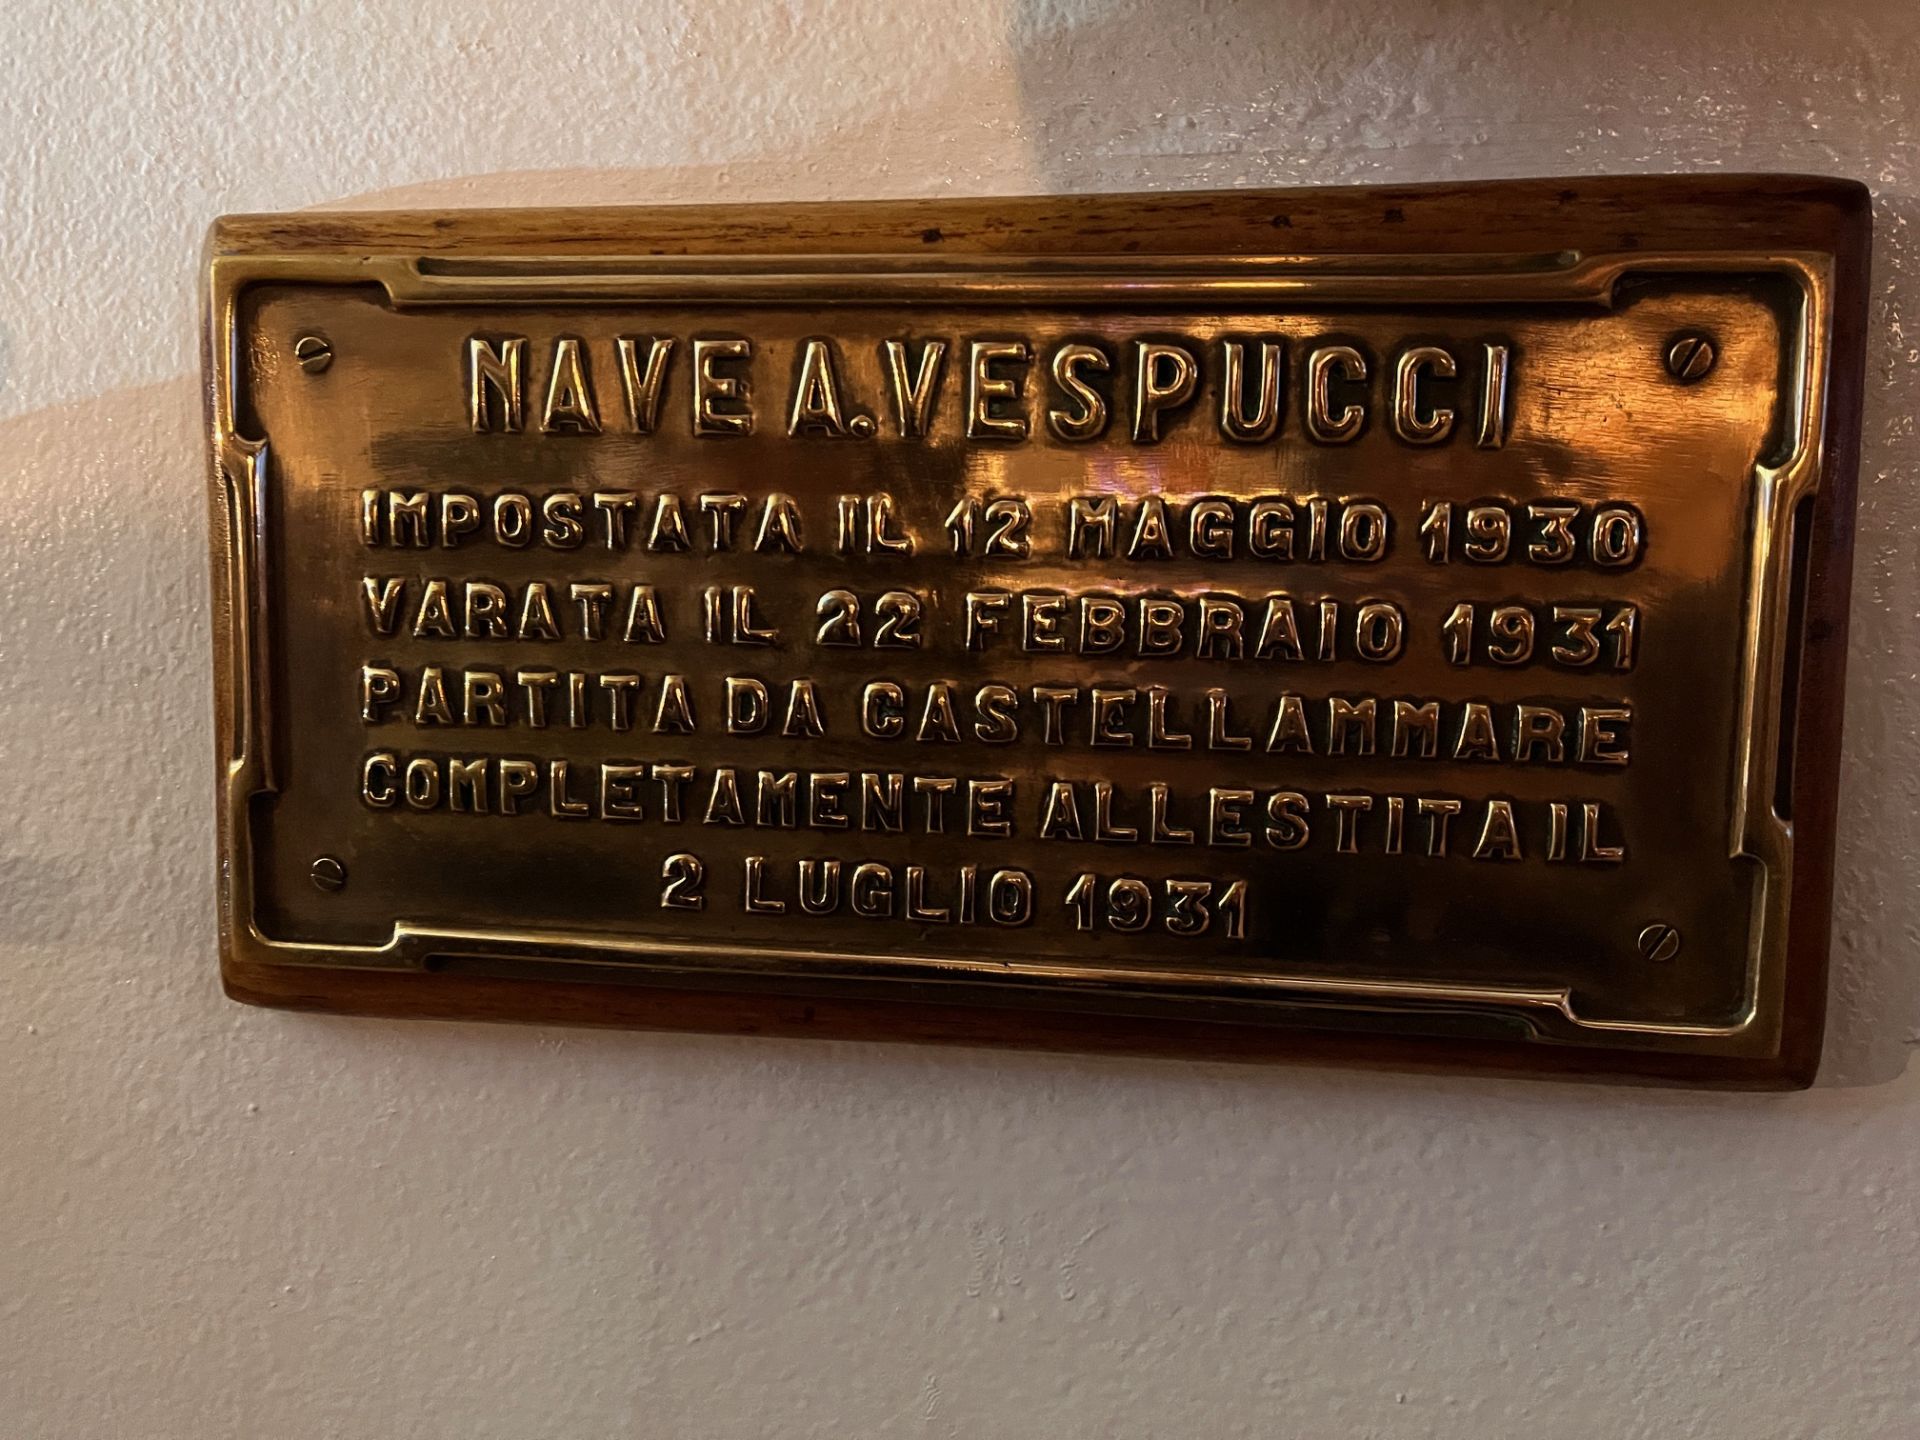 NAVE A. VESPUCCI
IMPOSTATA IL 12 MAGGIO 1930
VARATA IL 22 FEBBRAIO 1931
PARTITA DA CASTELLAMMARE
COMPLETAMENTE ALLESTITA IL
2 LUGLIO 1931